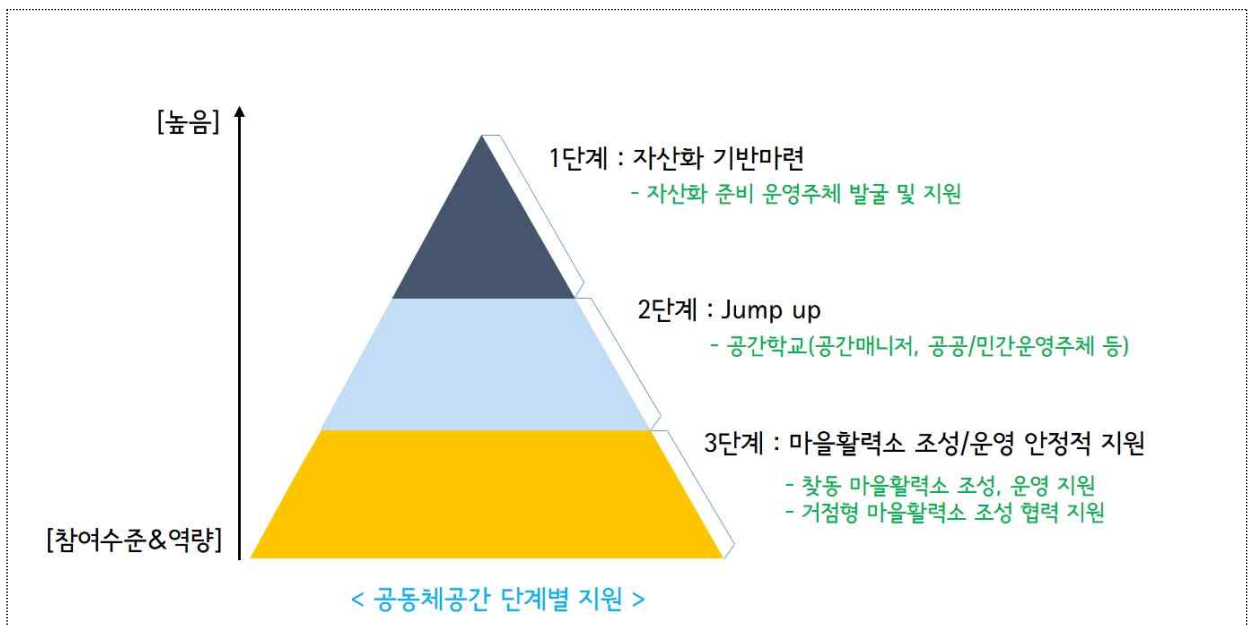 [높음]
1단계 : 자산화 기반마련
- 자산화 준비 운영주체 발굴 및 지원
2단계 : Jump up
- 공간학교(공간매니저, 공공/민간운영주체 등)
3단계 : 마을활력소 조성/운영 안정적 지원
- 찾동 마을활력소 조성, 운영 지원
- 거점형 마을활력소 조성 협력 지원
[참여수준&역량]
< 공동체공간 단계별 지원 >